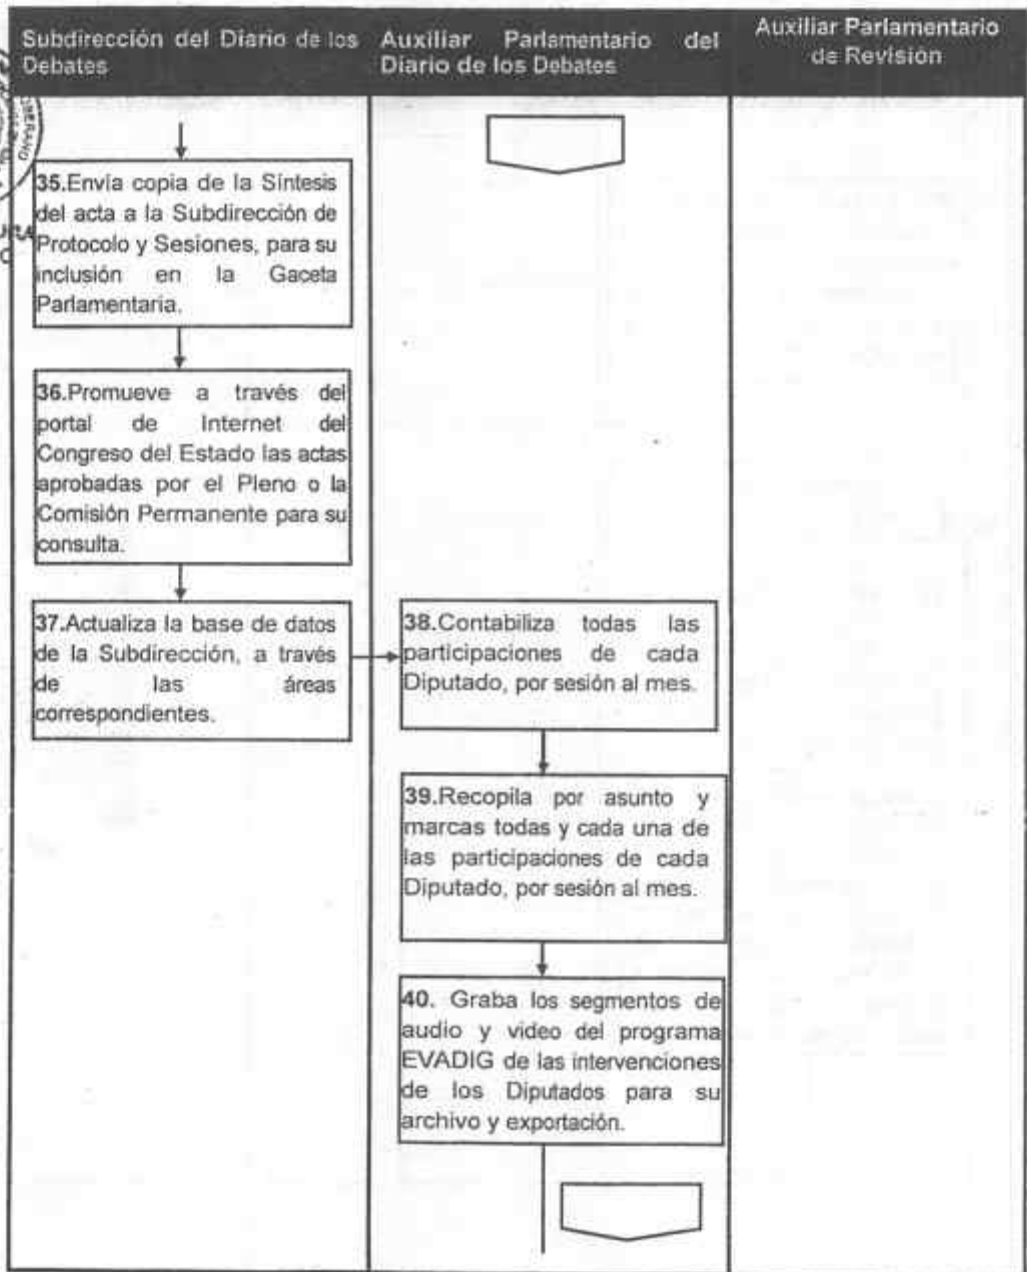 Subdirección del Diario de los
Debates
Auxiliar Parlamentario del
Diario de los Debates
Auxiliar Parlamentario
de Revisión
35.Envía copia de la Síntesis
del acta a la Subdirección de
Protocolo y Sesiones, para su
inclusión en la Gaceta
Parlamentaria.
36.Promueve a través del
portal de Internet del
Congreso del Estado las actas
aprobadas por el Pleno o la
Comisión Permanente para su
consulta.
37.Actualiza la base de datos
de la Subdirección, a través
de las áreas
correspondientes.
38.Contabiliza todas las
participaciones de cada
Diputado, por sesión al mes.
39.Recopila por asunto y
marcas todas y cada una de
las participaciones de cada
Diputado, por sesión al mes.
40. Graba los segmentos de
audio y video del programa
EVADIG de las intervenciones
de los Diputados para su
archivo y exportación.